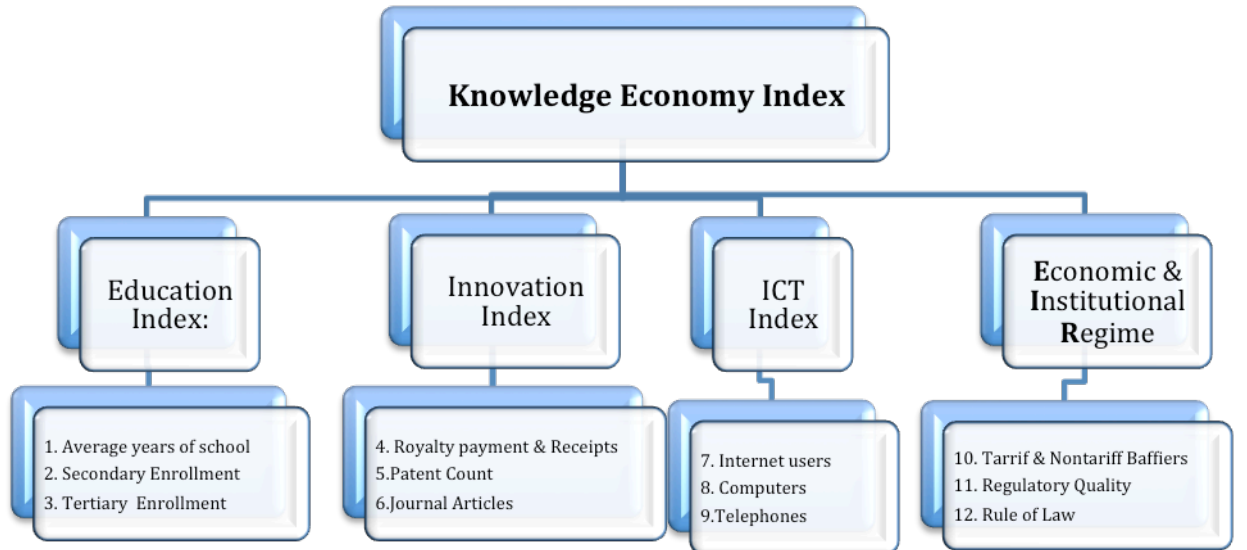 Knowledge Economy Index
Education
Index:
Innovation
Index
ICT
Index
Economic &
Institutional
Regime
1. Average years of school
2. Secondary Enrollment
3. Tertiary Enrollment
4. Royalty payment & Receipts
5.Patent Count
6.Journal Articles
7. Internet users
8. Computers
9.Telephones
10. Tarrif & Nontariff Baffiers
11. Regulatory Quality
12. Rule of Law